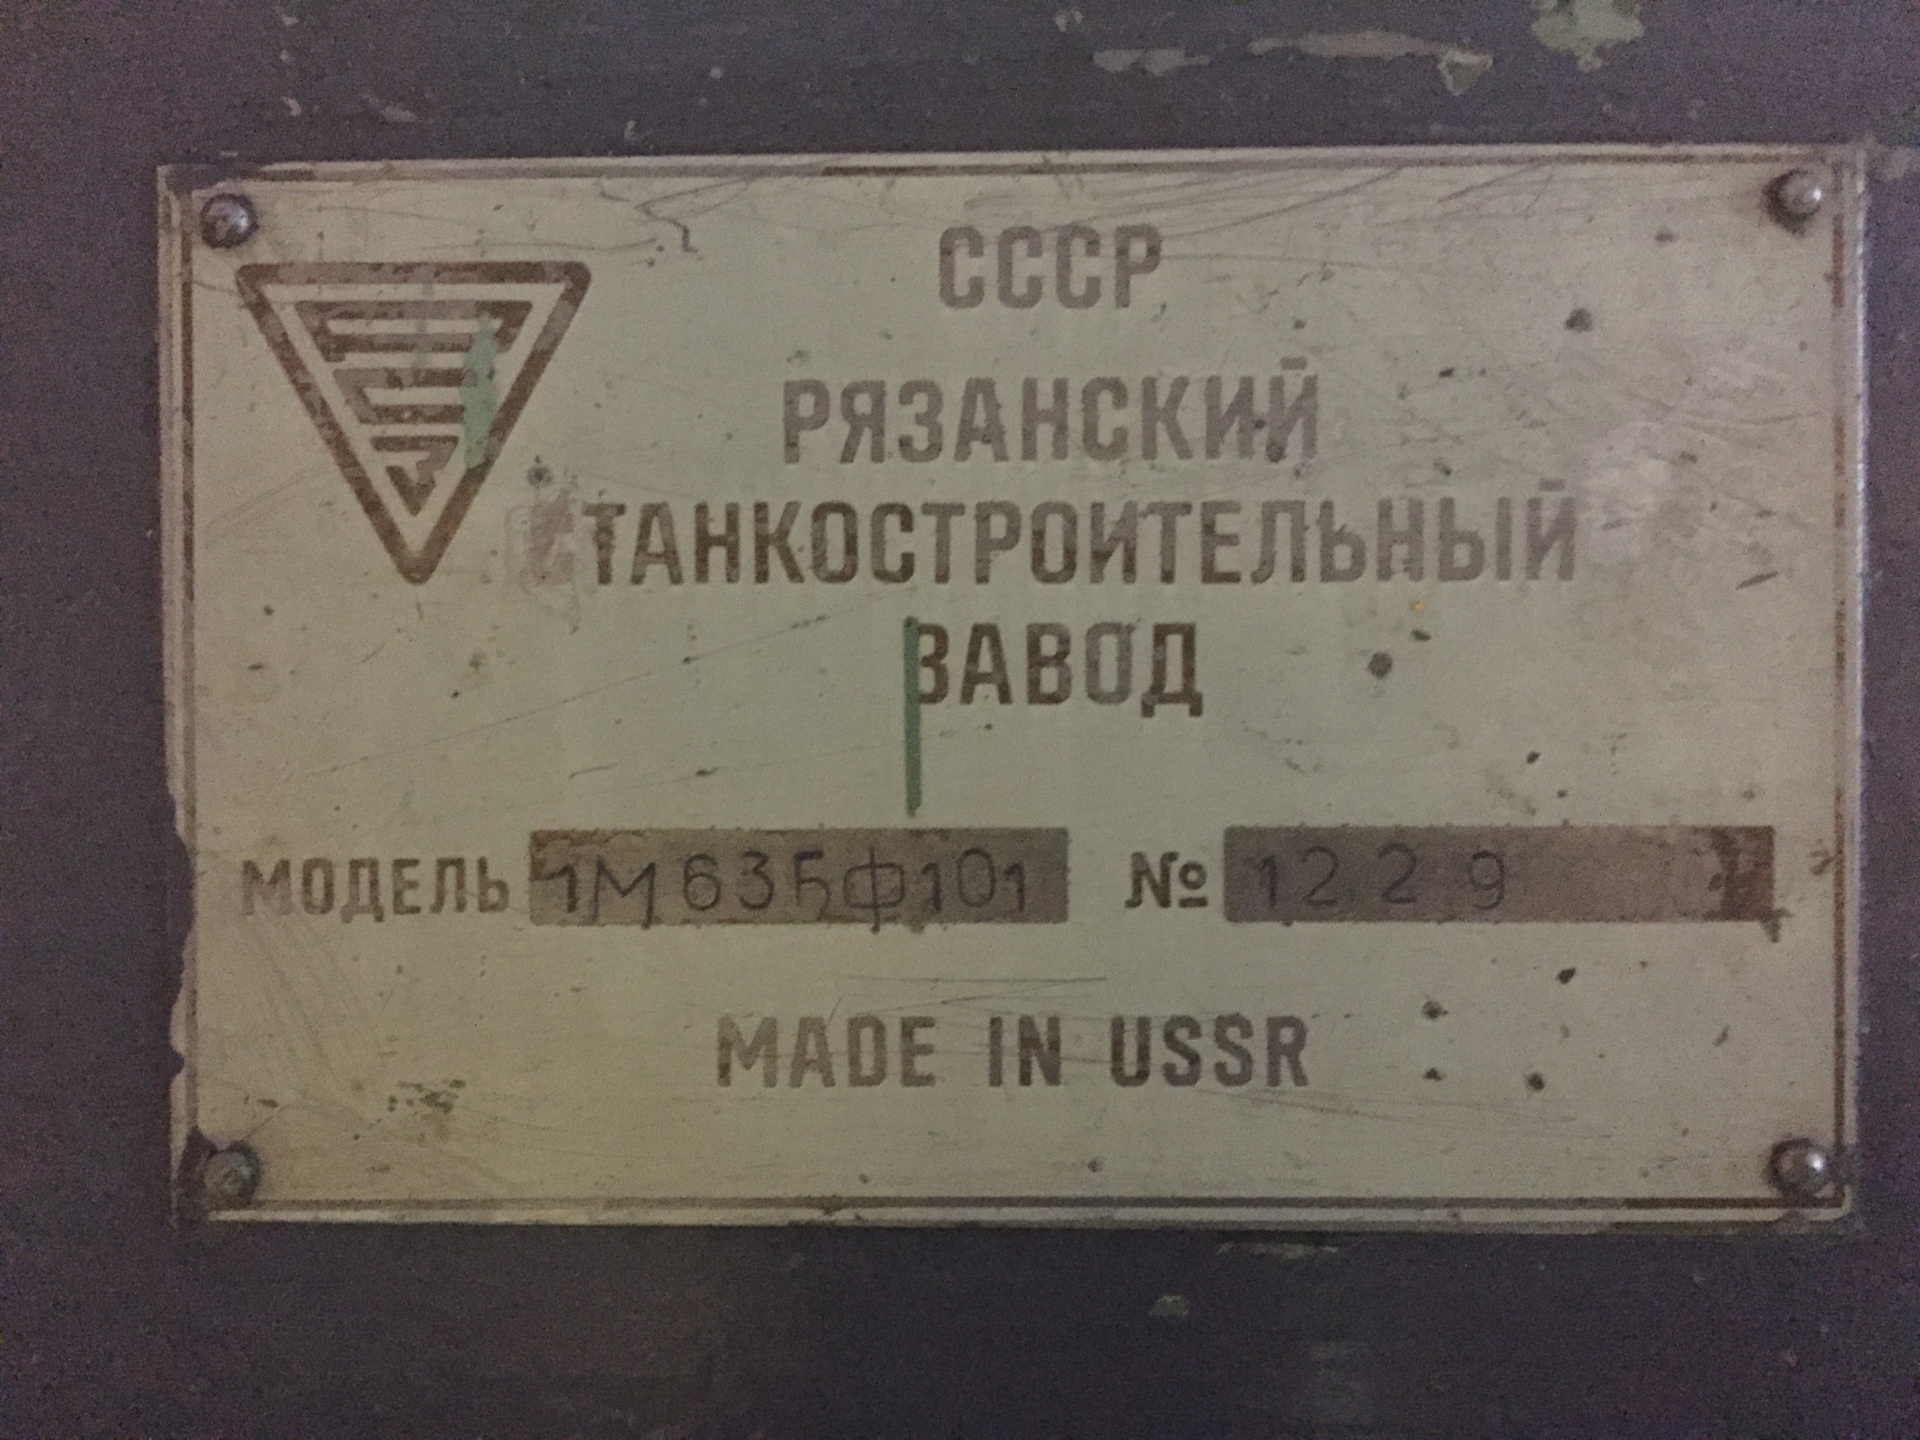 СССР
РЯЗАНСКИЙ
СТАНКОСТРОИТЕЛЬНЫЙ
ЗАВОД
МОДЕЛЬ 1М63БФ101 № 1229
MADE IN USSR